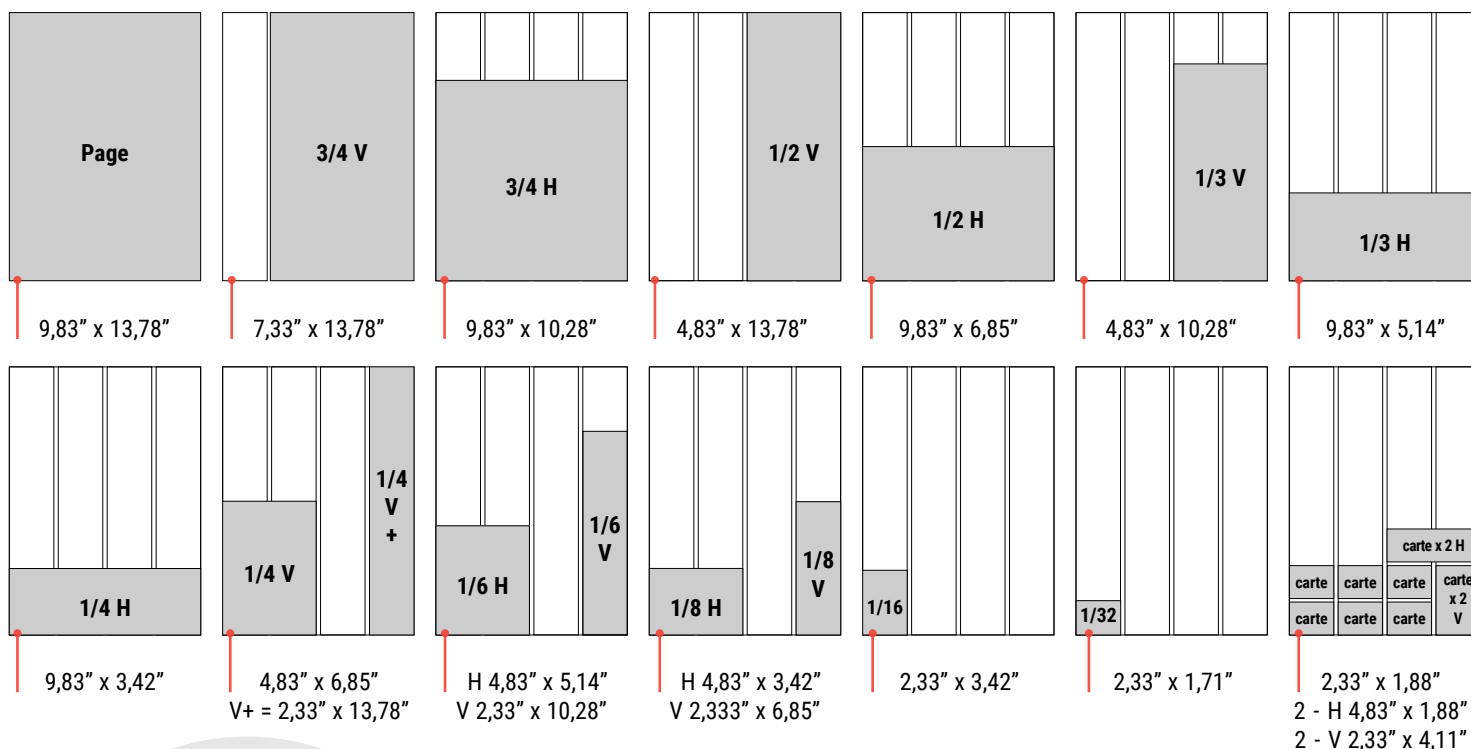 Page
3/4 V
3/4 H
1/2 V
1/2 H
1/3 V
1/3 H
9,83” x 13,78”
7,33” x 13,78”
9,83” x 10,28”
4,83” x 13,78”
9,83” x 6,85”
4,83” x 10,28“
9,83” x 5,14”
1/4 H
1/4 V
1/4
V
+
1/6 H
1/6
V
1/8 H
1/8
V
1/16
1/32
carte x 2 H
carte
carte
carte
carte
x 2
V
carte
carte
carte
9,83” x 3,42”
4,83” x 6,85”
V+ = 2,33” x 13,78”
H 4,83” x 5,14”
V 2,33” x 10,28”
H 4,83” x 3,42”
V 2,333” x 6,85”
2,33” x 3,42”
2,33” x 1,71”
2,33” x 1,88”
2 - H 4,83” x 1,88”
2 - V 2,33” x 4,11”